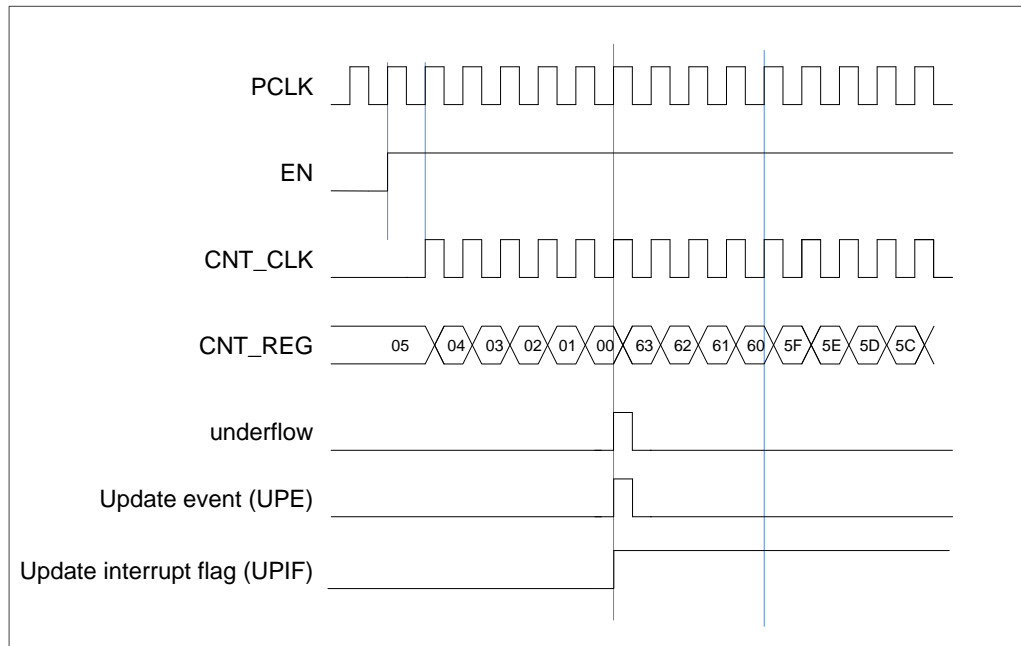 PCLK
EN
CNT_CLK
CNT_REG 05 04 03 02 01 00 63 62 61 60 5F 5E 5D 5C
underflow
Update event (UPE)
Update interrupt flag (UPIF)